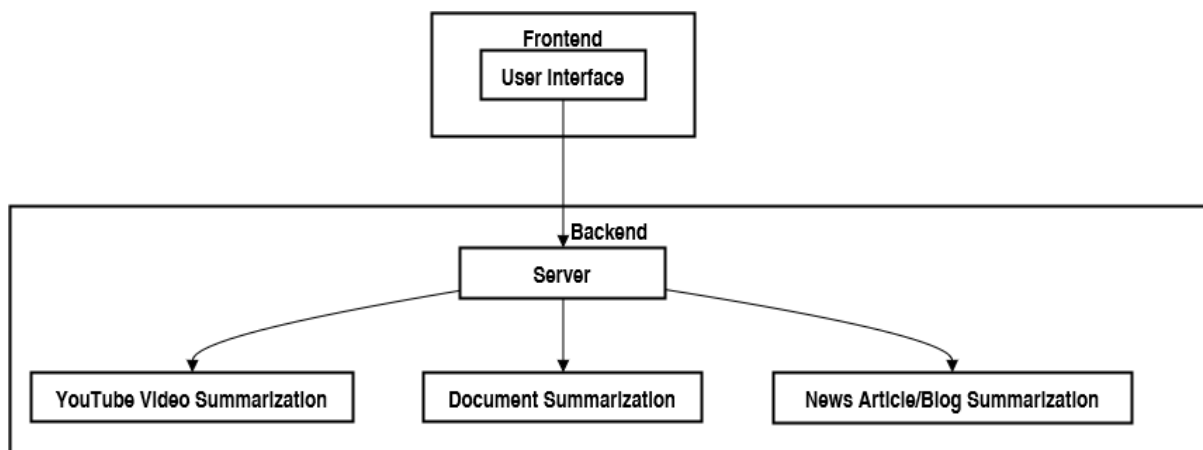 Frontend
User Interface
Backend
Server
YouTube Video Summarization
Document Summarization
News Article/Blog Summarization